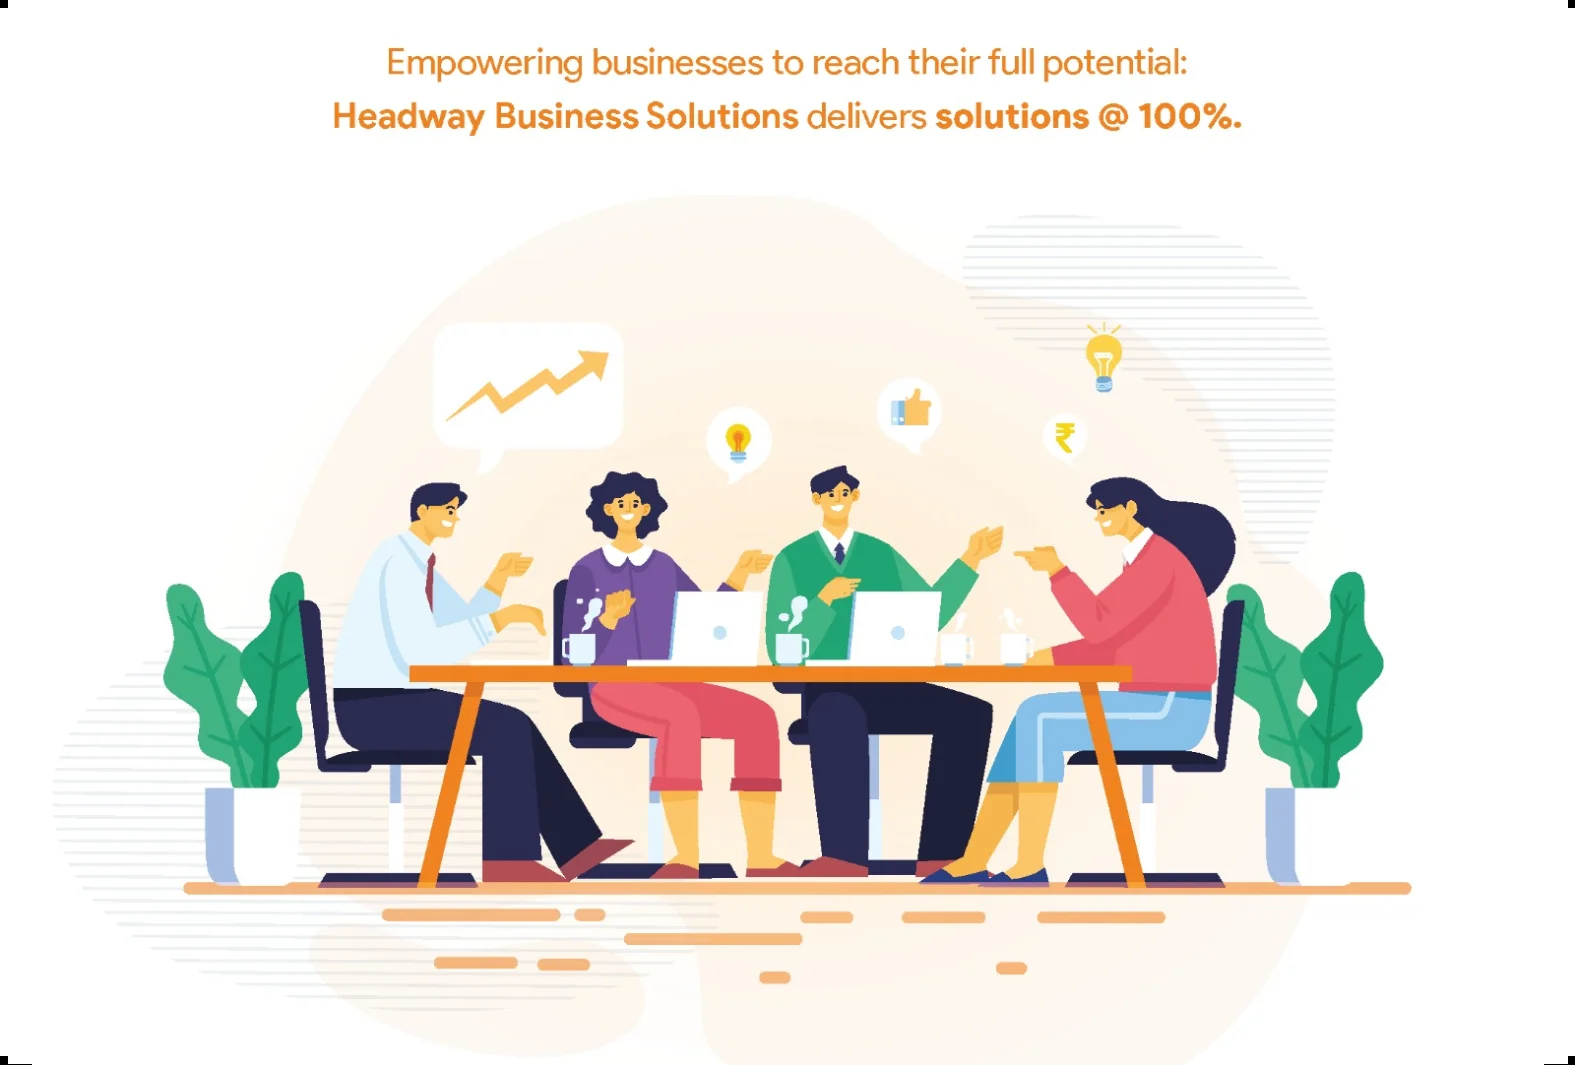 Empowering businesses to reach their full potential:
Headway Business Solutions delivers solutions @ 100%.
₹